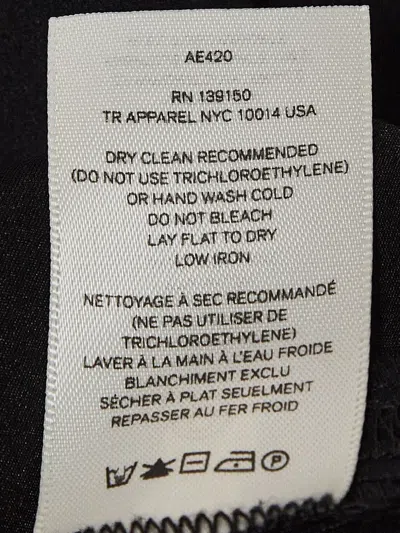 AE420
RN 139150
TR APPAREL NYC 10014 USA
DRY CLEAN RECOMMENDED
(DO NOT USE TRICHLOROETHYLENE)
OR HAND WASH COLD
DO NOT BLEACH
LAY FLAT TO DRY
LOW IRON
NETTOYAGE À SEC RECOMMANDÉ
(NE PAS UTILISER DE
TRICHLOROETHYLENE)
LAVER À LA MAIN À L'EAU FROIDE
BLANCHIMENT EXCLU
SÉCHER À PLAT SEUELMENT
REPASSER AU FER FROID
P